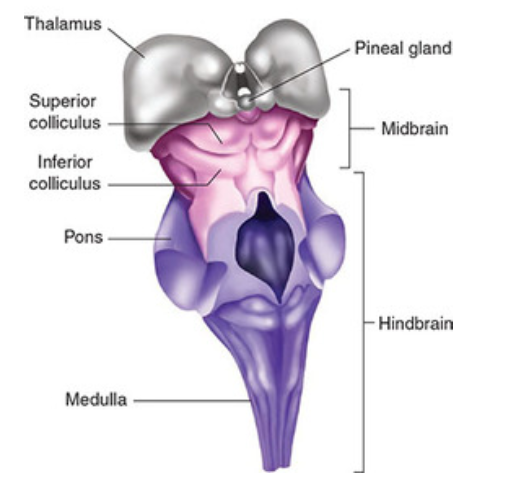 Thalamus
Pineal gland
Superior
colliculus
Midbrain
Inferior
colliculus
Pons
Hindbrain
Medulla